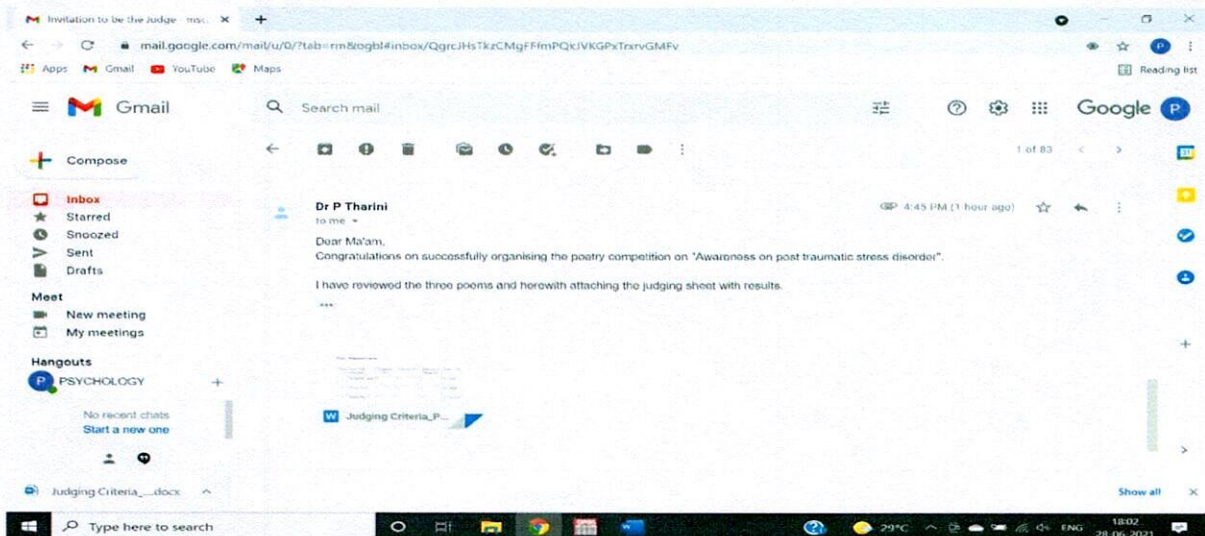 Invitation to be the Judge - msc
mail.google.com/mail/u/0/?tab=rm&ogbl#inbox/QgrcJHsTkzCMgFFfmPQkJVKGPxTrxrvGMFv
P
Apps Gmail YouTube Maps Reading list
Gmail Search mail Google P
Compose
1 of 83
Inbox
Starred
Snoozed
Sent
Drafts
Meet
New meeting
My meetings
Hangouts
P PSYCHOLOGY
No recent chats
Start a new one
Dr P Tharini 4:45 PM (1 hour ago)
to me
Dear Ma'am,
Congratulations on successfully organising the poetry competition on "Awareness on post traumatic stress disorder".
I have reviewed the three poems and herewith attaching the judging sheet with results.
...
W Judging Criteria_P...
Judging Criteria_....docx Show all
Type here to search 29°C ENG 18:02
28-06-2021